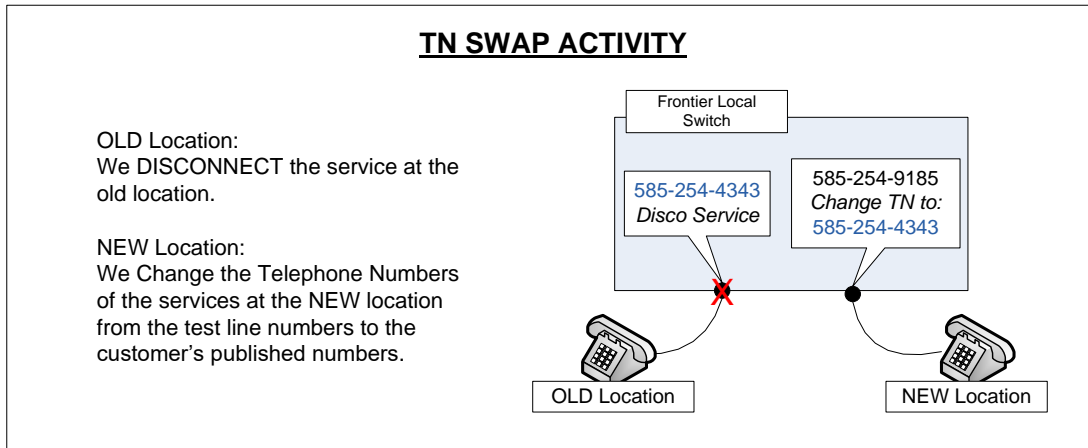 TN SWAP ACTIVITY
OLD Location:
We DISCONNECT the service at the
old location.
NEW Location:
We Change the Telephone Numbers
of the services at the NEW location
from the test line numbers to the
customer’s published numbers.
Frontier Local
Switch
585-254-4343
Disco Service
585-254-9185
Change TN to:
585-254-4343
X
OLD Location
NEW Location